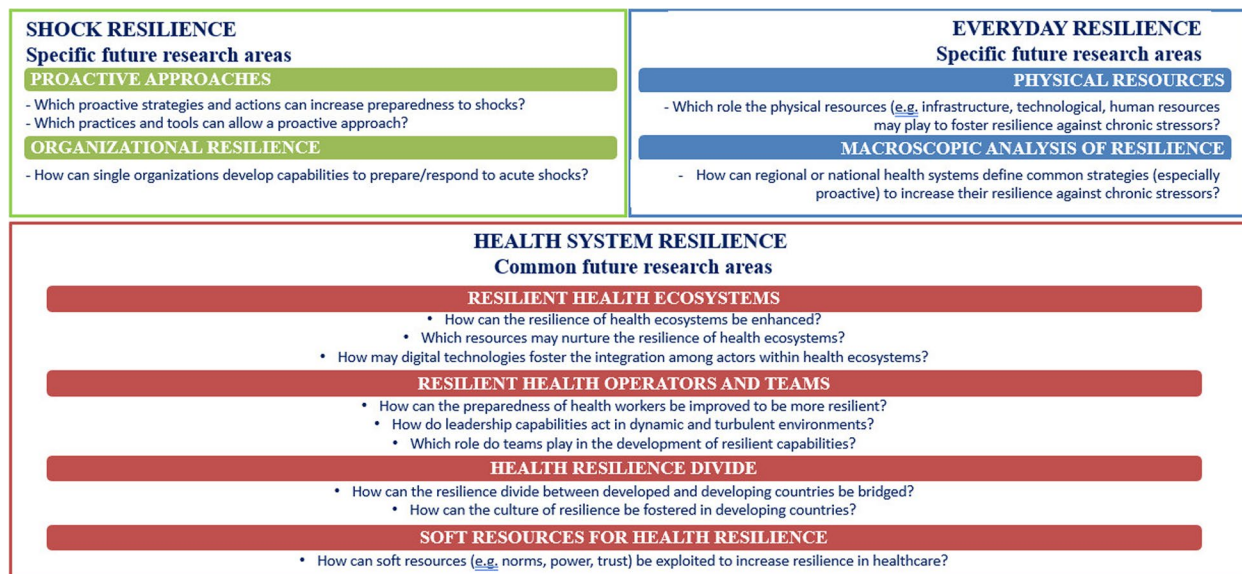 SHOCK RESILIENCE
Specific future research areas
PROACTIVE APPROACHES
- Which proactive strategies and actions can increase preparedness to shocks?
- Which practices and tools can allow a proactive approach?
ORGANIZATIONAL RESILIENCE
- How can single organizations develop capabilities to prepare/respond to acute shocks?
EVERYDAY RESILIENCE
Specific future research areas
PHYSICAL RESOURCES
- Which role the physical resources (e.g. infrastructure, technological, human resources
may play to foster resilience against chronic stressors?
MACROSCOPIC ANALYSIS OF RESILIENCE
- How can regional or national health systems define common strategies (especially
proactive) to increase their resilience against chronic stressors?
HEALTH SYSTEM RESILIENCE
Common future research areas
RESILIENT HEALTH ECOSYSTEMS
• How can the resilience of health ecosystems be enhanced?
• Which resources may nurture the resilience of health ecosystems?
• How may digital technologies foster the integration among actors within health ecosystems?
RESILIENT HEALTH OPERATORS AND TEAMS
• How can the preparedness of health workers be improved to be more resilient?
• How do leadership capabilities act in dynamic and turbulent environments?
• Which role do teams play in the development of resilient capabilities?
HEALTH RESILIENCE DIVIDE
• How can the resilience divide between developed and developing countries be bridged?
• How can the culture of resilience be fostered in developing countries?
SOFT RESOURCES FOR HEALTH RESILIENCE
• How can soft resources (e.g. norms, power, trust) be exploited to increase resilience in healthcare?